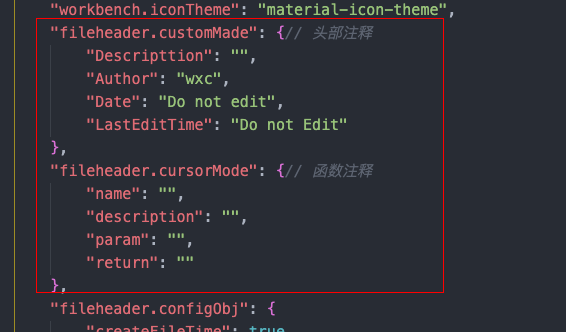 "workbench.iconTheme": "material-icon-theme",
"fileheader.customMade": {// 头部注释
"Descripttion": "",
"Author": "wxc",
"Date": "Do not edit",
"LastEditTime": "Do not Edit"
},
"fileheader.cursorMode": {// 函数注释
"name": "",
"description": "",
"param": "",
"return": ""
},
"fileheader.configObj": {
"createFileTime": true